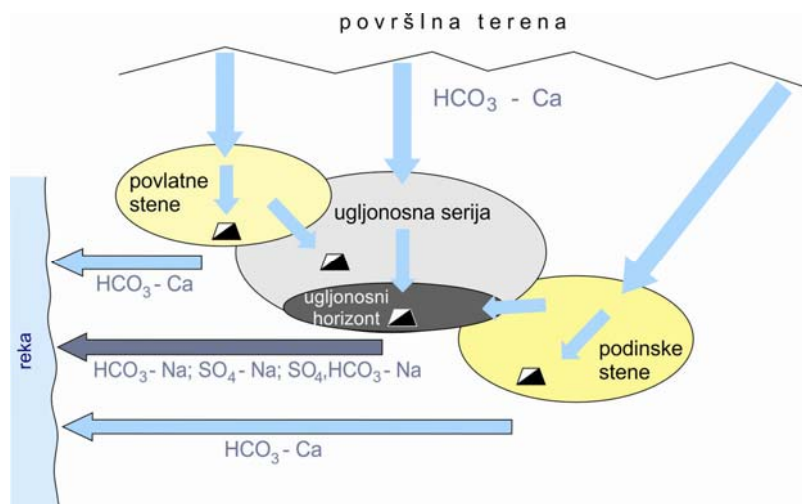 površina terena
HCO₃ - Ca
povlatne
stene
ugljonosna serija
HCO₃ - Ca
ugljonosni
horizont
reka
HCO₃ - Na; SO₄ - Na; SO₄,HCO₃ - Na
podinske
stene
HCO₃ - Ca